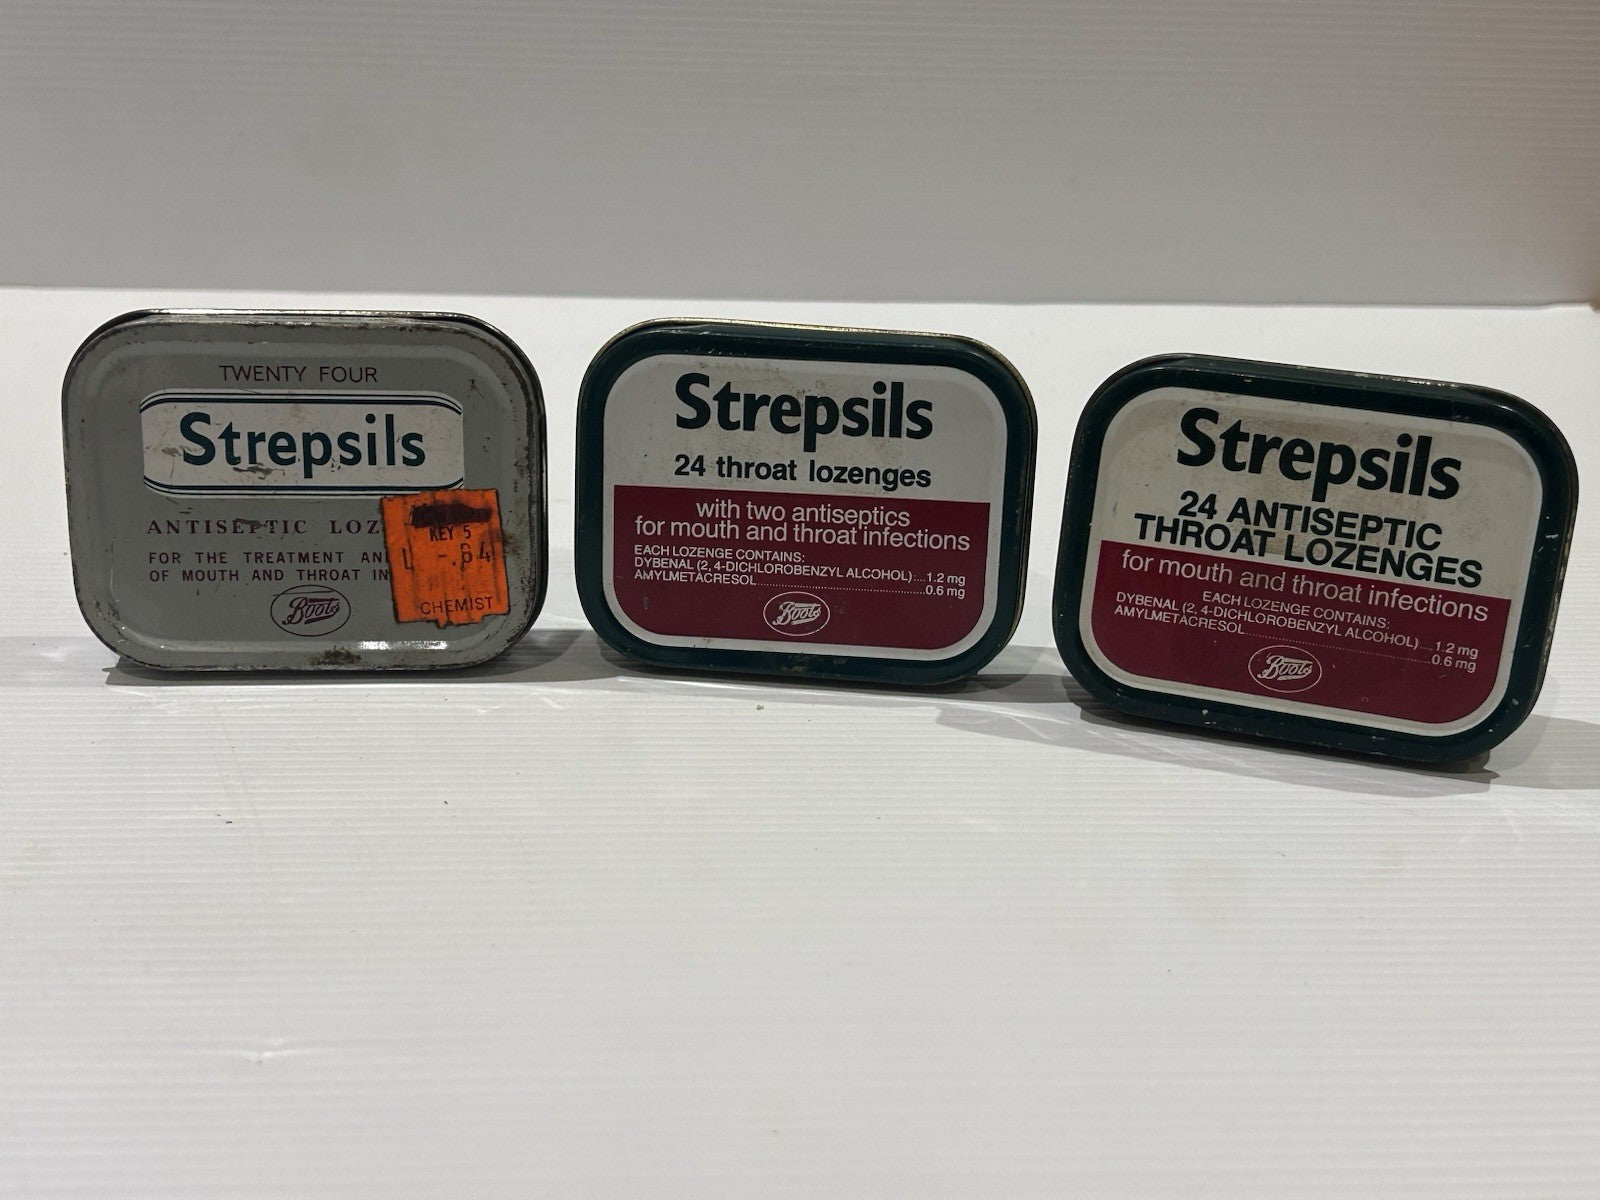 TWENTY FOUR
Strepsils
ANTISEPTIC LOZ
FOR THE TREATMENT AN
OF MOUTH AND THROAT IN
Boots
KEY 5
CHEMIST
Strepsils
24 throat lozenges
with two antiseptics
for mouth and throat infections
EACH LOZENGE CONTAINS:
DYBENAL (2, 4-DICHLOROBENZYL ALCOHOL)....1.2 mg
AMYLMETACRESOL........................................0.6 mg
Boots
Strepsils
24 ANTISEPTIC
THROAT LOZENGES
for mouth and throat infections
EACH LOZENGE CONTAINS:
DYBENAL (2, 4-DICHLOROBENZYL ALCOHOL)....1.2 mg
AMYLMETACRESOL........................................0.6 mg
Boots